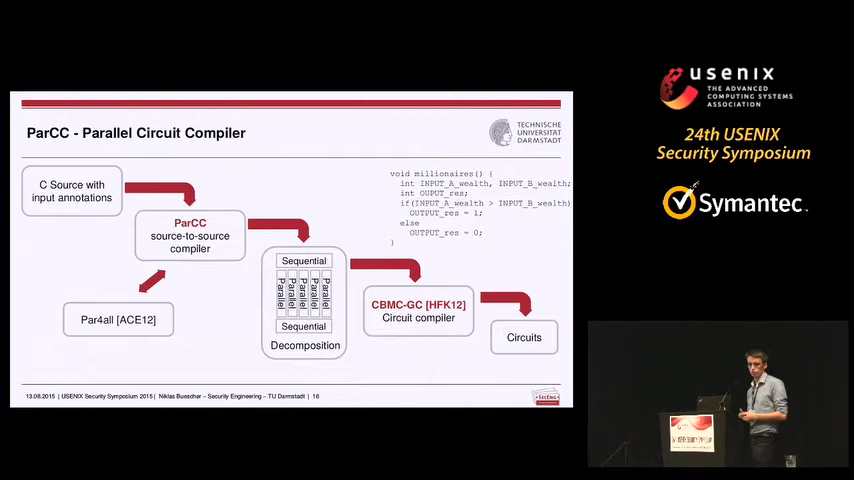 ParCC - Parallel Circuit Compiler
TECHNISCHE
UNIVERSITÄT
DARMSTADT
C Source with
input annotations
ParCC
source-to-source
compiler
Par4all [ACE12]
Sequential
Parallel
Parallel
Parallel
Parallel
Parallel
Sequential
Decomposition
void millionaires() {
int INPUT_A_wealth, INPUT_B_wealth;
int OUPUT_res;
if(INPUT_A_wealth > INPUT_B_wealth)
OUTPUT_res = 1;
else
OUTPUT_res = 0;
}
CBMC-GC [HFK12]
Circuit compiler
Circuits
13.08.2015 | USENIX Security Symposium 2015 | Niklas Buescher – Security Engineering – TU Darmstadt | 16
SecEng
usenix
THE ADVANCED
COMPUTING SYSTEMS
ASSOCIATION
24th USENIX
Security Symposium
Symantec.